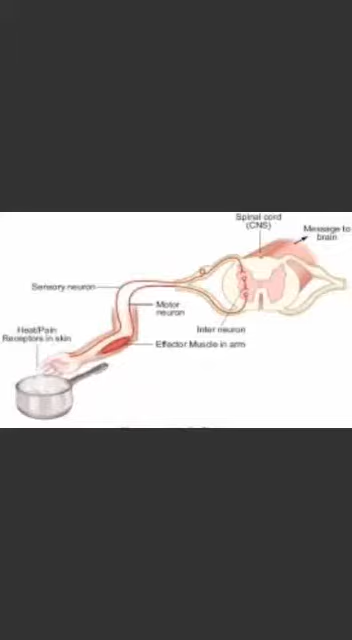 Spinal cord
(CNS)
Message to
brain
Sensory neuron
Motor
neuron
Inter neuron
Heat/Pain
Receptors in skin
Effector Muscle in arm